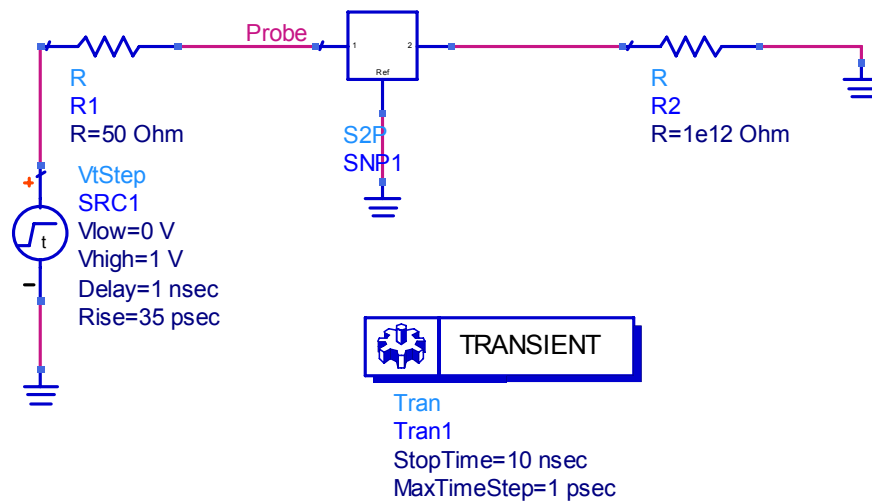 Probe
1
2
Ref
R
R1
R=50 Ohm
S2P
SNP1
R
R2
R=1e12 Ohm
+
VtStep
SRC1
Vlow=0 V
Vhigh=1 V
Delay=1 nsec
Rise=35 psec
t
−
TRANSIENT
Tran
Tran1
StopTime=10 nsec
MaxTimeStep=1 psec